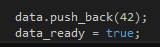 data.push_back(42);
data_ready = true;